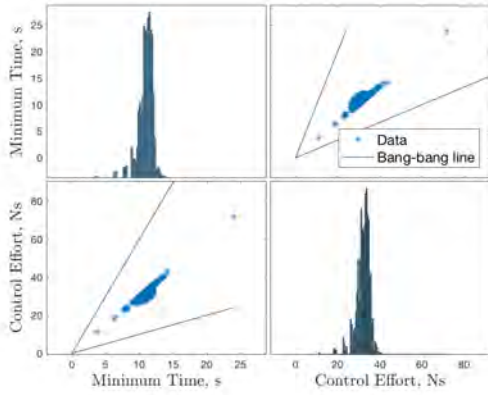 Minimum Time, s
25
20
15
10
5
0
Data
Bang-bang line
Control Effort, Ns
80
60
40
20
0
0 5 10 15 20 25
0 20 40 60 80
Minimum Time, s
Control Effort, Ns